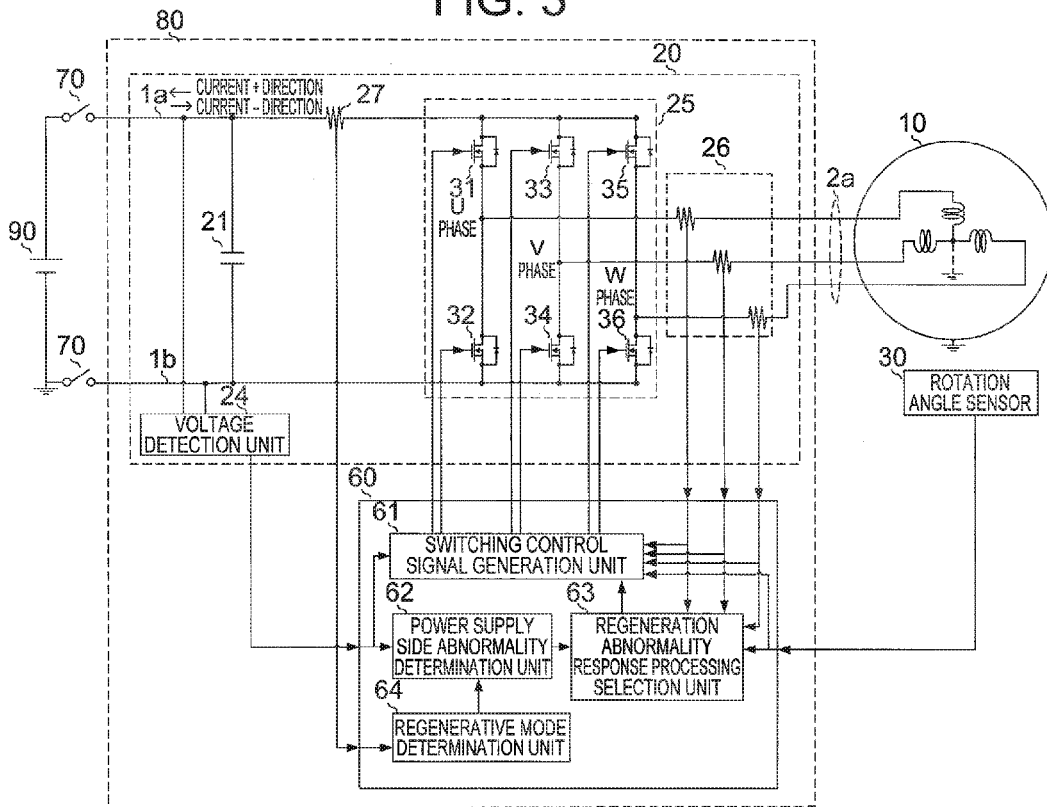 FIG. 5
80
20
70
1a
CURRENT + DIRECTION
CURRENT - DIRECTION
27
25
10
26
2a
31
33
35
U
PHASE
21
90
V
PHASE
W
PHASE
32
34
36
70
1b
24
VOLTAGE
DETECTION UNIT
30
ROTATION
ANGLE SENSOR
60
61
SWITCHING CONTROL
SIGNAL GENERATION UNIT
62
POWER SUPPLY
SIDE ABNORMALITY
DETERMINATION UNIT
63
REGENERATION
ABNORMALITY
RESPONSE PROCESSING
SELECTION UNIT
64
REGENERATIVE MODE
DETERMINATION UNIT